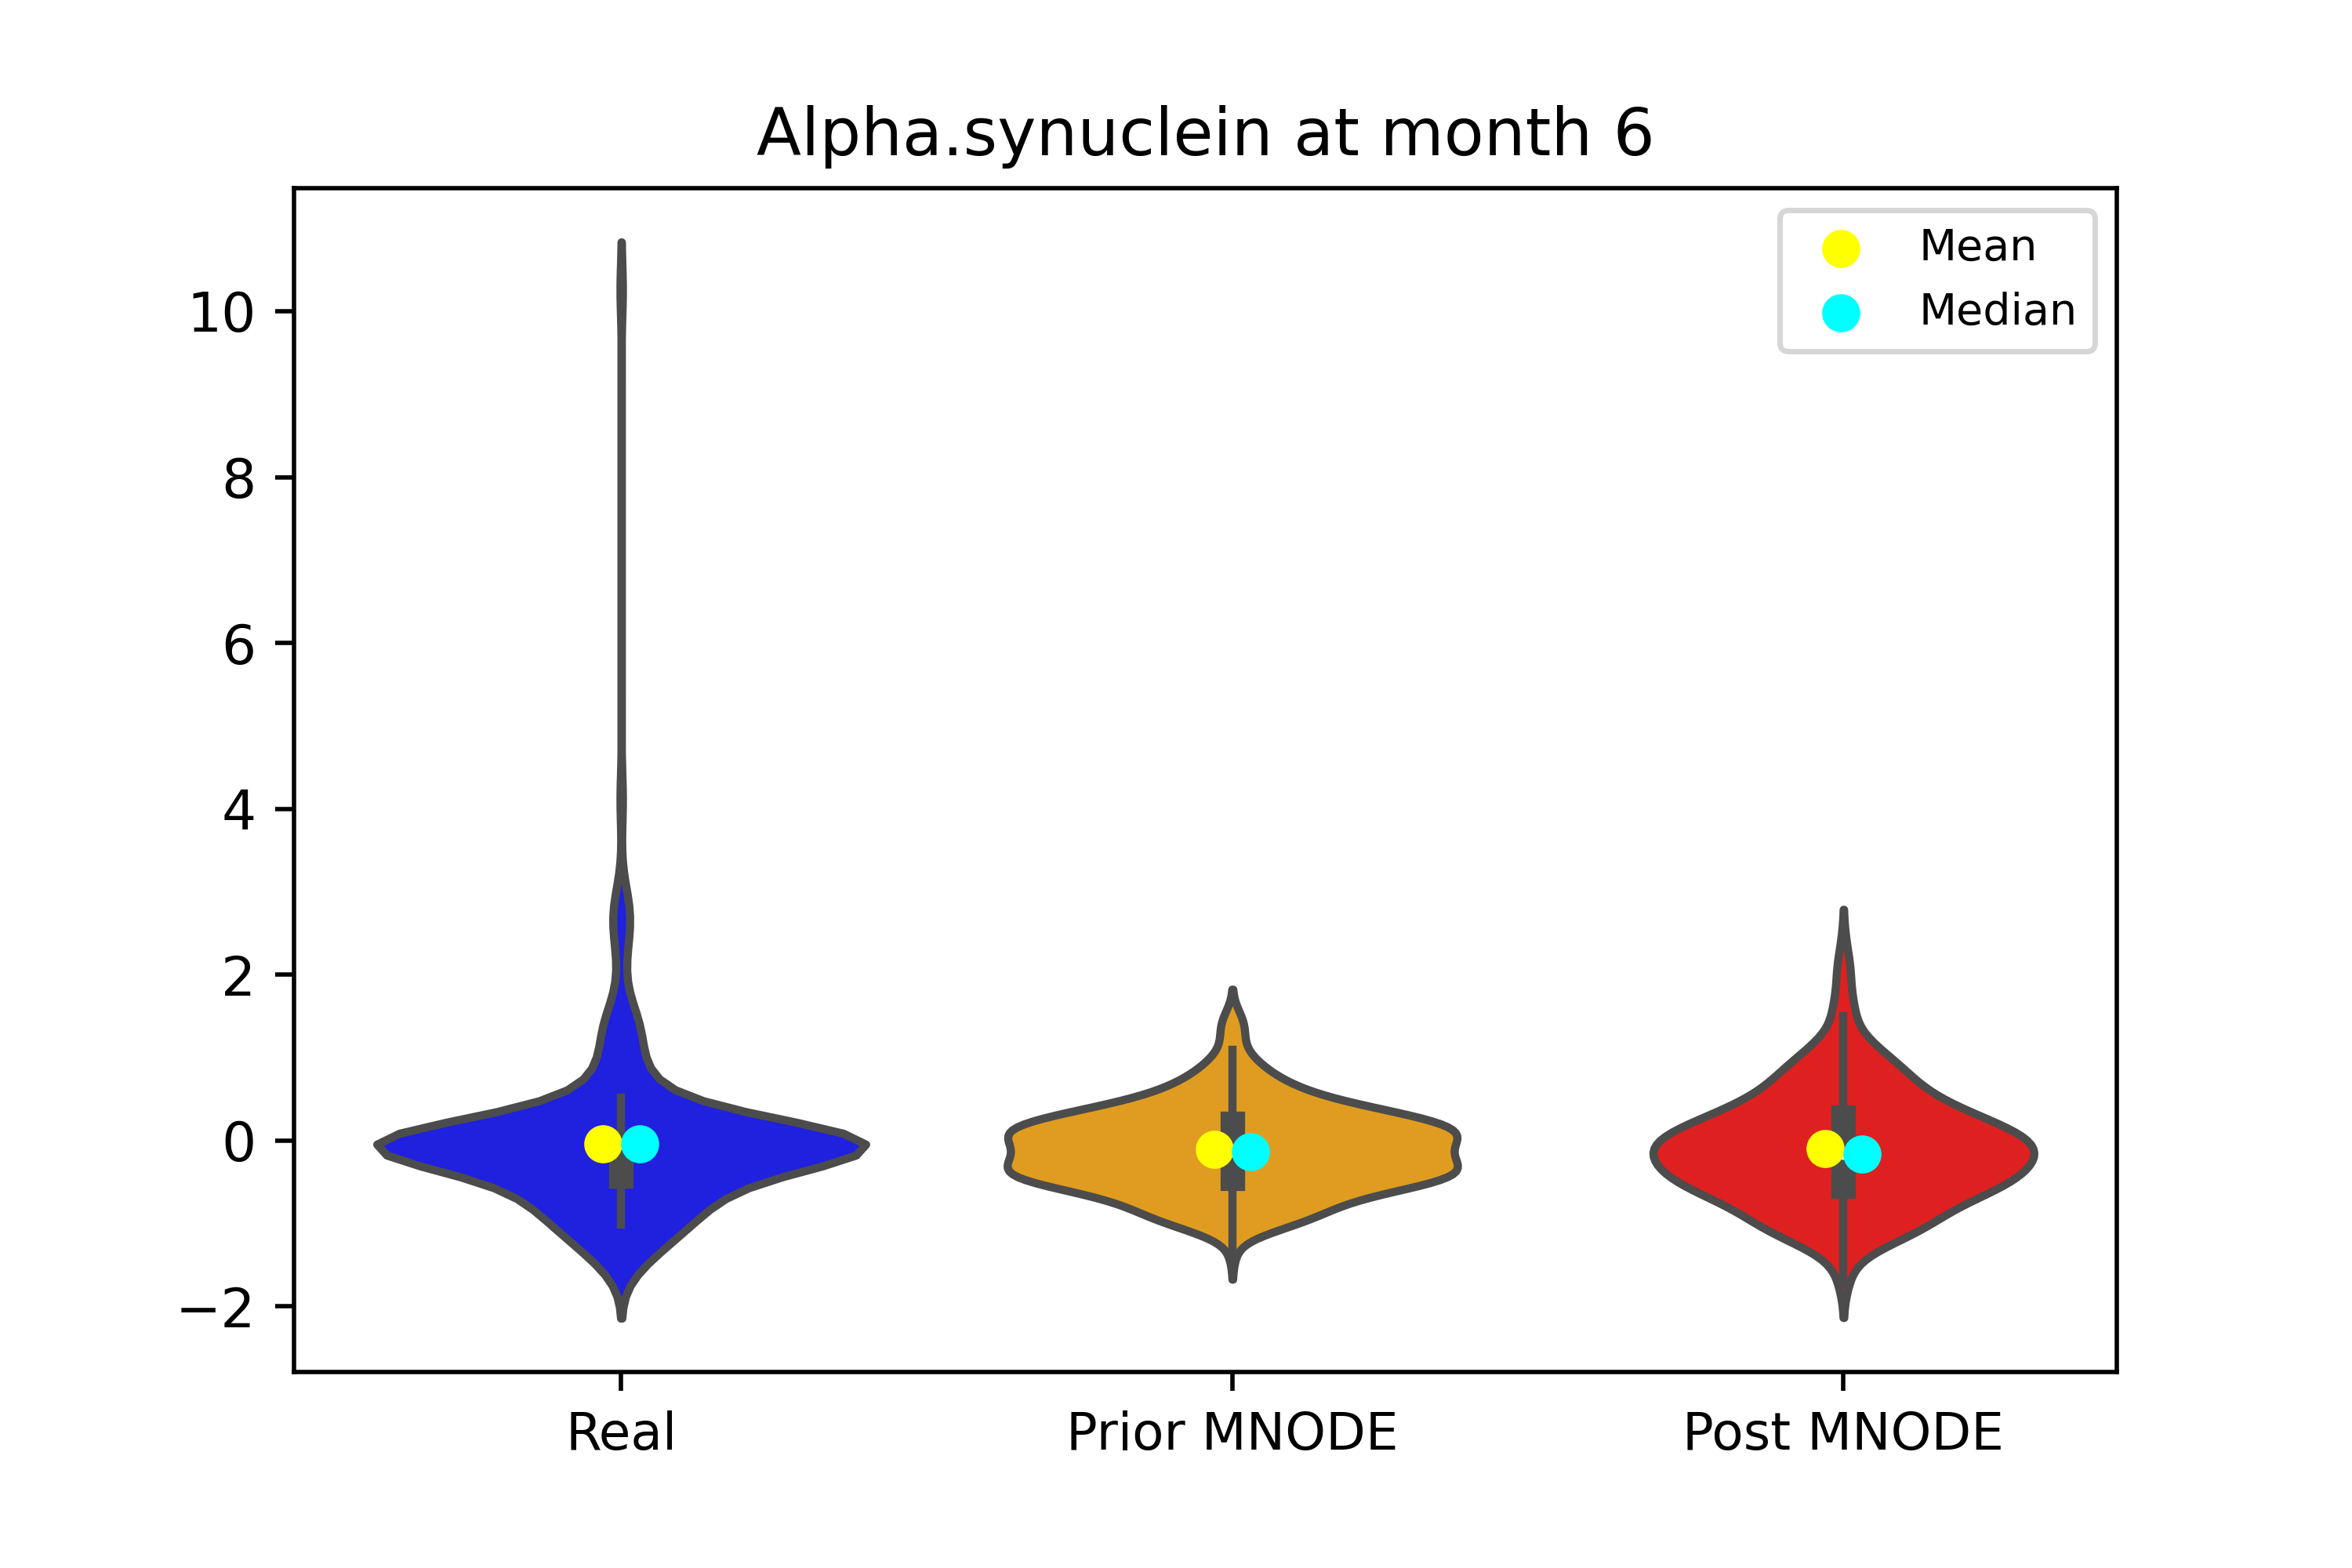 Alpha.synuclein at month 6
Mean
Median
10
8
6
4
2
0
−2
Real
Prior MNODE
Post MNODE